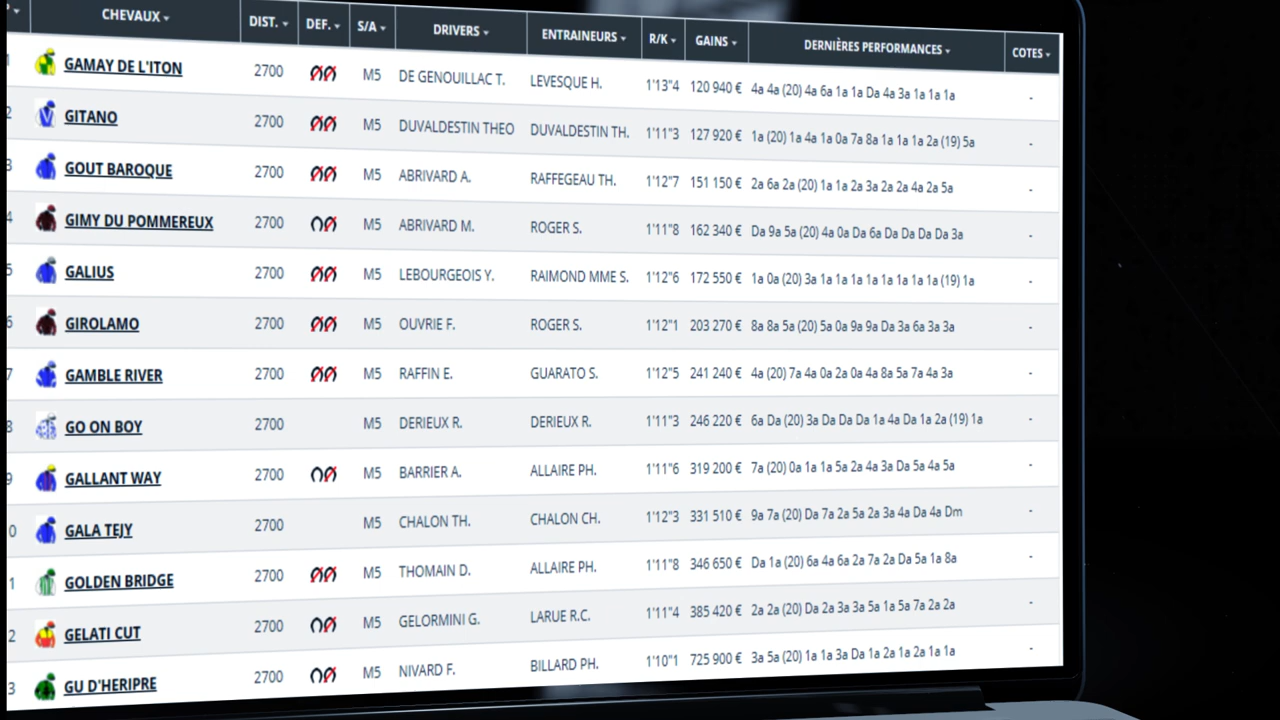 CHEVAUX DIST. DEF. S/A DRIVERS ENTRAINEURS R/K GAINS DERNIÈRES PERFORMANCES COTES
1 GAMAY DE L'ITON 2700 M5 DE GENOUILLAC T. LEVESQUE H. 1'13"4 120 940 € 4a 4a (20) 4a 6a 1a 1a Da 4a 3a 1a 1a 1a -
2 GITANO 2700 M5 DUVALDESTIN THEO DUVALDESTIN TH. 1'11"3 127 920 € 1a (20) 1a 4a 1a 0a 7a 8a 1a 1a 1a 2a (19) 5a -
3 GOUT BAROQUE 2700 M5 ABRIVARD A. RAFFEGEAU TH. 1'12"7 151 150 € 2a 6a 2a (20) 1a 1a 2a 3a 2a 2a 4a 2a 5a -
4 GIMY DU POMMEREUX 2700 M5 ABRIVARD M. ROGER S. 1'11"8 162 340 € Da 9a 5a (20) 4a 0a Da 6a Da Da Da Da 3a -
5 GALIUS 2700 M5 LEBOURGEOIS Y. RAIMOND MME S. 1'12"6 172 550 € 1a 0a (20) 3a 1a 1a 1a 1a 1a 1a 1a 1a (19) 1a -
6 GIROLAMO 2700 M5 OUVRIE F. ROGER S. 1'12"1 203 270 € 8a 8a 5a (20) 5a 0a 9a 9a Da 3a 6a 3a 3a -
7 GAMBLE RIVER 2700 M5 RAFFIN E. GUARATO S. 1'12"5 241 240 € 4a (20) 7a 4a 0a 2a 0a 4a 8a 5a 7a 4a 3a -
8 GO ON BOY 2700 M5 DERIEUX R. DERIEUX R. 1'11"3 246 220 € 6a Da (20) 3a Da Da Da 1a 4a Da 1a 2a (19) 1a -
9 GALLANT WAY 2700 M5 BARRIER A. ALLAIRE PH. 1'11"6 319 200 € 7a (20) 0a 1a 1a 5a 2a 4a 3a Da 5a 4a 5a -
0 GALA TEJY 2700 M5 CHALON TH. CHALON CH. 1'12"3 331 510 € 9a 7a (20) Da 7a 2a 5a 2a 3a 4a Da 4a Dm -
1 GOLDEN BRIDGE 2700 M5 THOMAIN D. ALLAIRE PH. 1'11"8 346 650 € Da 1a (20) 6a 4a 6a 2a 7a 2a Da 5a 1a 8a -
2 GELATI CUT 2700 M5 GELORMINI G. LARUE R.C. 1'11"4 385 420 € 2a 2a (20) Da 2a 3a 3a 5a 1a 5a 7a 2a 2a -
3 GU D'HERIPRE 2700 M5 NIVARD F. BILLARD PH. 1'10"1 725 900 € 3a 5a (20) 1a 1a 3a Da 1a 2a 1a 2a 1a 1a -